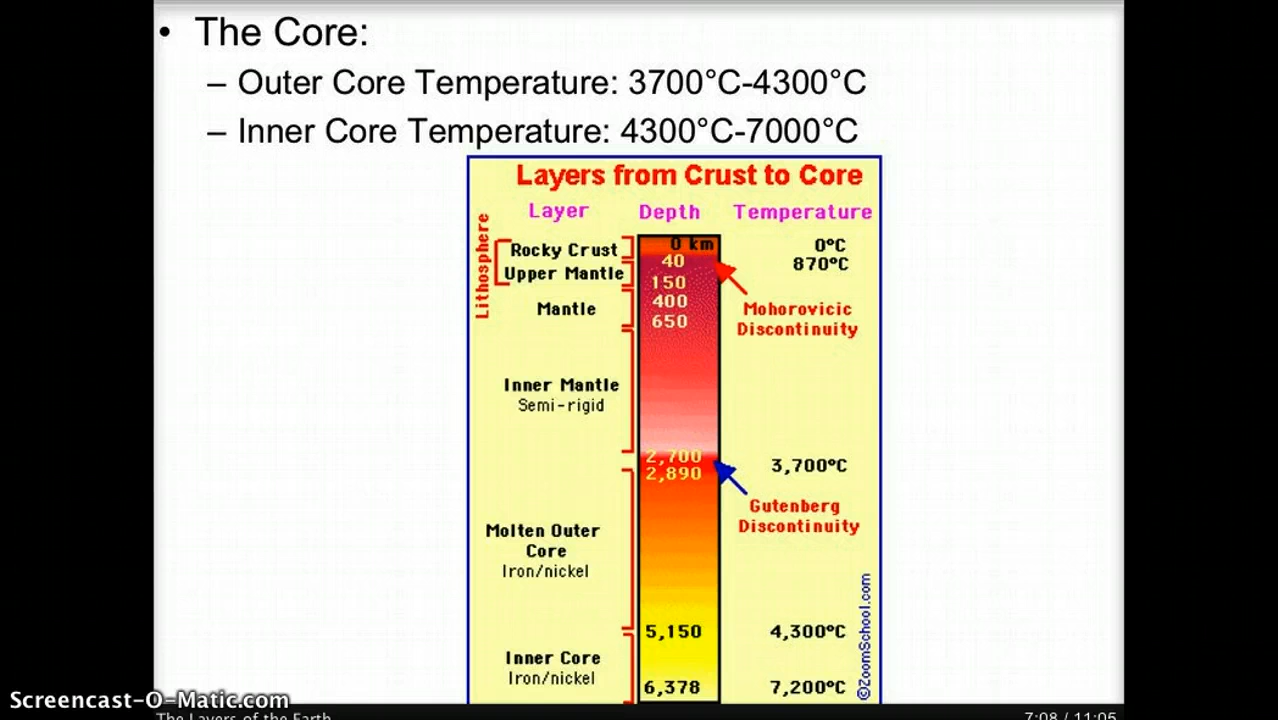 • The Core:
– Outer Core Temperature: 3700°C-4300°C
– Inner Core Temperature: 4300°C-7000°C
Layers from Crust to Core
Layer Depth Temperature
Lithosphere
Rocky Crust 0 km 0°C
40 870°C
Upper Mantle
150
400
Mantle
650
Mohorovicic
Discontinuity
Inner Mantle
Semi-rigid
2,700
3,700°C
2,890
Gutenberg
Discontinuity
Molten Outer
Core
Iron/nickel
5,150 4,300°C
Inner Core
Iron/nickel
6,378 7,200°C
©ZoomSchool.com
Screencast-O-Matic.com
The Layers of the Earth
7:08 / 11:05